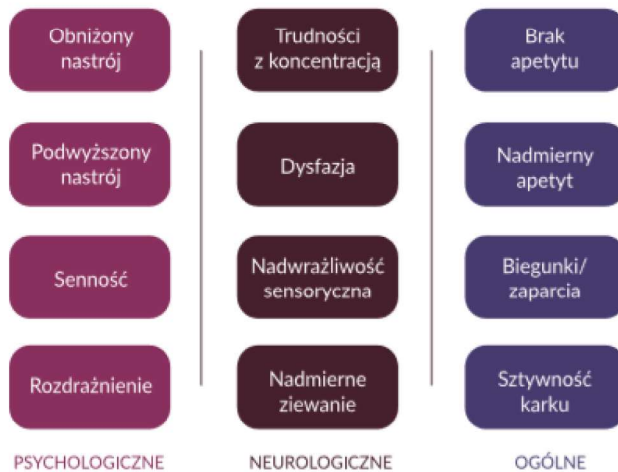 Obniżony
nastrój
Podwyższony
nastrój
Senność
Rozdrażnienie
PSYCHOLOGICZNE
Trudności
z koncentracją
Dysfazja
Nadwrażliwość
sensoryczna
Nadmierne
ziewanie
NEUROLOGICZNE
Brak
apetytu
Nadmierny
apetyt
Biegunki/
zaparcia
Sztywność
karku
OGÓLNE